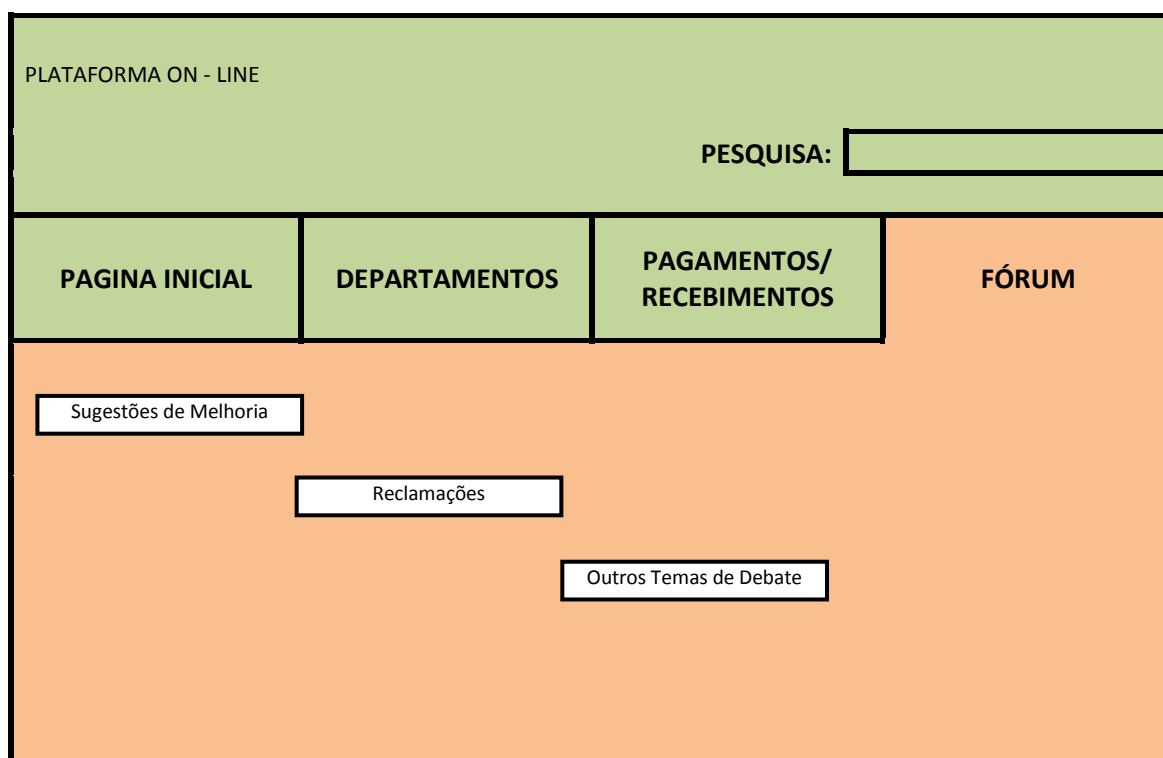 PLATAFORMA ON - LINE
PESQUISA:
PAGINA INICIAL
DEPARTAMENTOS
PAGAMENTOS/
RECEBIMENTOS
FÓRUM
Sugestões de Melhoria
Reclamações
Outros Temas de Debate